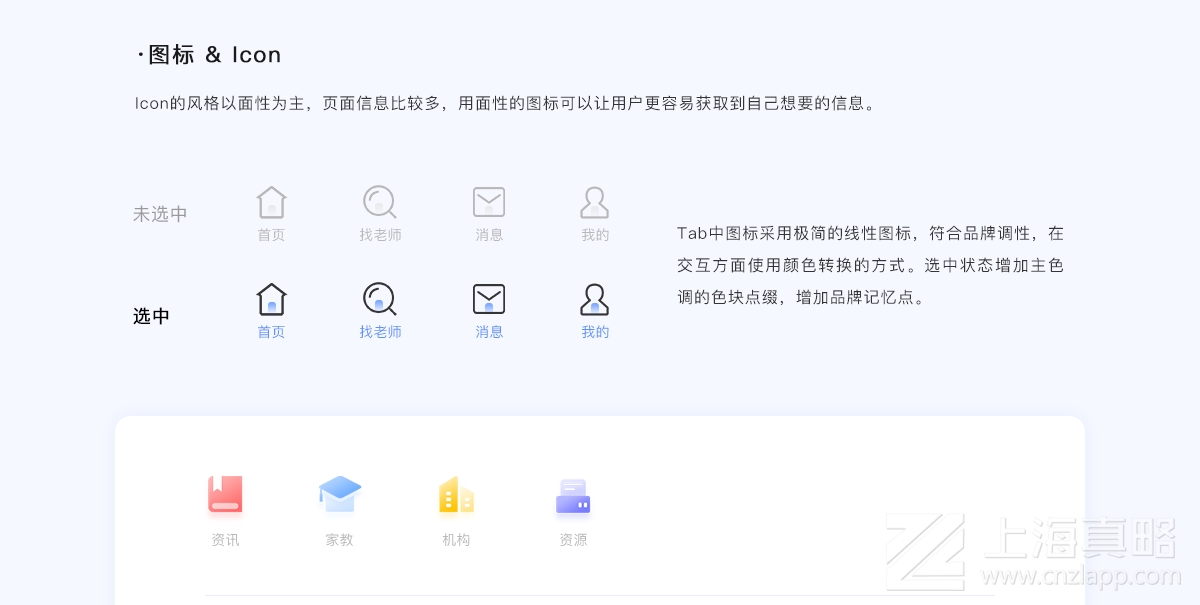 ·图标 & Icon
Icon的风格以面性为主，页面信息比较多，用面性的图标可以让用户更容易获取到自己想要的信息。
未选中
首页 找老师 消息 我的
选中
首页 找老师 消息 我的
Tab中图标采用极简的线性图标，符合品牌调性，在
交互方面使用颜色转换的方式。选中状态增加主色
调的色块点缀，增加品牌记忆点。
资讯 家教 机构 资源
上海真略
www.cnzlapp.com